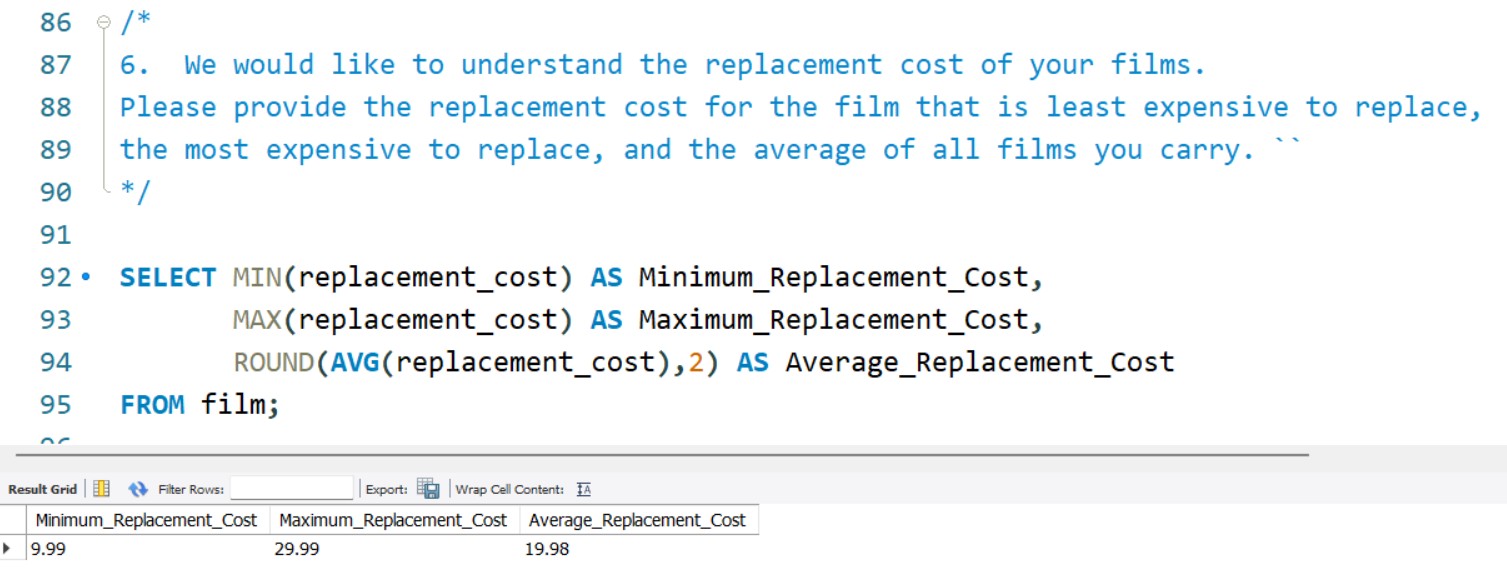 86 /*
87 6.  We would like to understand the replacement cost of your films.
88 Please provide the replacement cost for the film that is least expensive to replace,
89 the most expensive to replace, and the average of all films you carry. ``
90 */
91
92 SELECT MIN(replacement_cost) AS Minimum_Replacement_Cost,
93 MAX(replacement_cost) AS Maximum_Replacement_Cost,
94 ROUND(AVG(replacement_cost),2) AS Average_Replacement_Cost
95 FROM film;
Result Grid Filter Rows: Export: Wrap Cell Content: IA
Minimum_Replacement_Cost Maximum_Replacement_Cost Average_Replacement_Cost
9.99 29.99 19.98